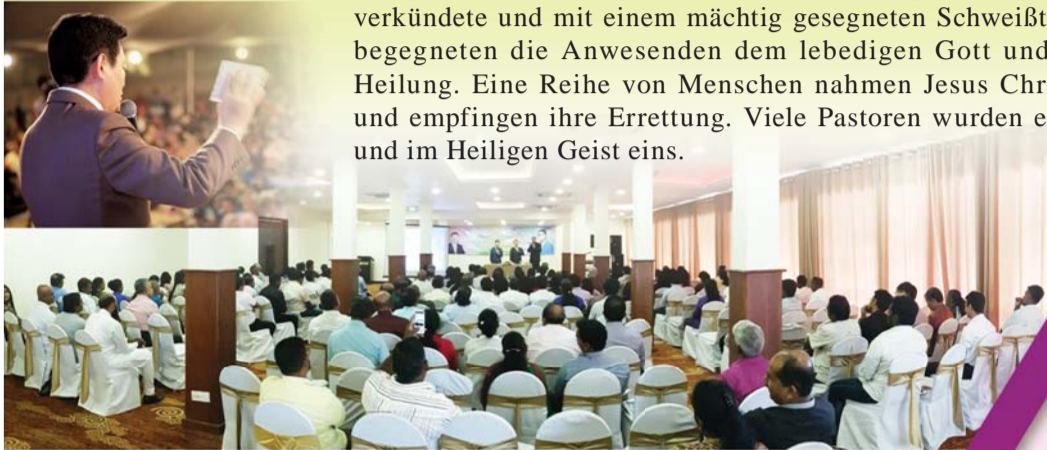 verkündete und mit einem mächtig gesegneten Schweißt
begegneten die Anwesenden dem lebedigen Gott und
Heilung. Eine Reihe von Menschen nahmen Jesus Chr
und empfingen ihre Errettung. Viele Pastoren wurden e
und im Heiligen Geist eins.